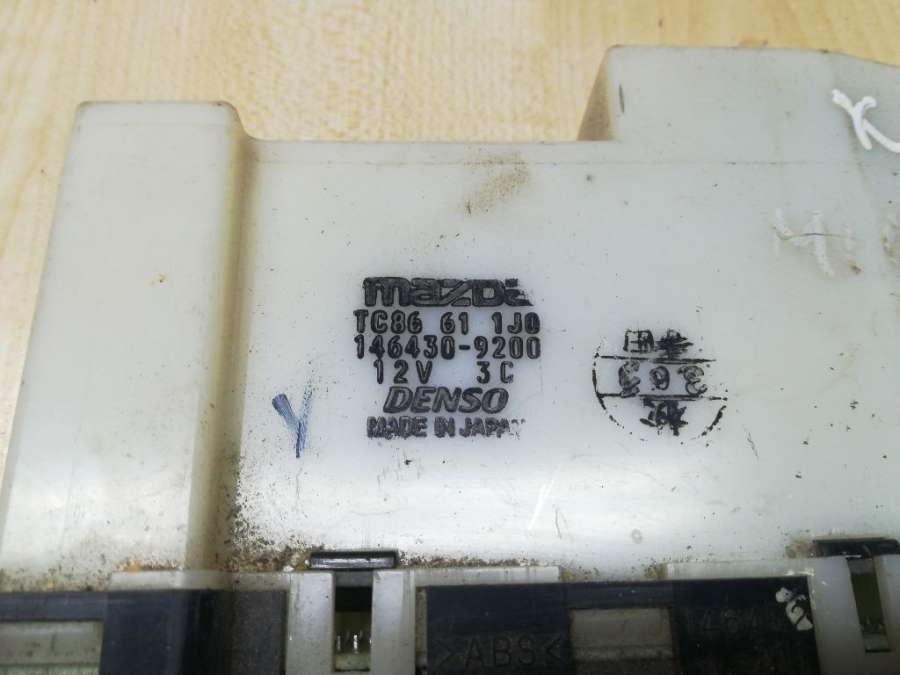 mazda
TC86 61 1J0
146430-9200
12V 3C
DENSO
MADE IN JAPAN
Y
>ABS<